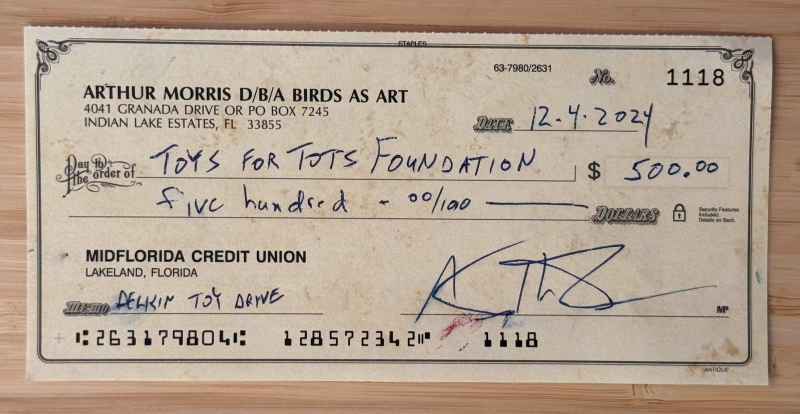 STAPLES
63-7980/2631
No. 1118
ARTHUR MORRIS D/B/A BIRDS AS ART
4041 GRANADA DRIVE OR PO BOX 7245
INDIAN LAKE ESTATES, FL 33855
DATE 12.4.2024
Pay to the order of TOYS FOR TOTS FOUNDATION $ 500.00
five hundred - 00/100 DOLLARS
Security Features Included. Details on Back.
MIDFLORIDA CREDIT UNION
LAKELAND, FLORIDA
MEMO DELKIN TOY DRIVE
MP
⑆263179804⑆ 128572342⑈ 1118
ANTIQUE